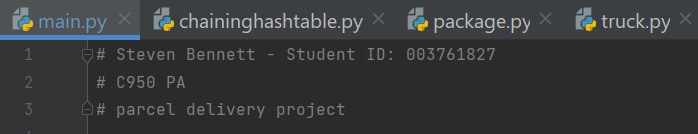 main.py chaininghashtable.py package.py truck.py
1 # Steven Bennett - Student ID: 003761827
2 # C950 PA
3 # parcel delivery project